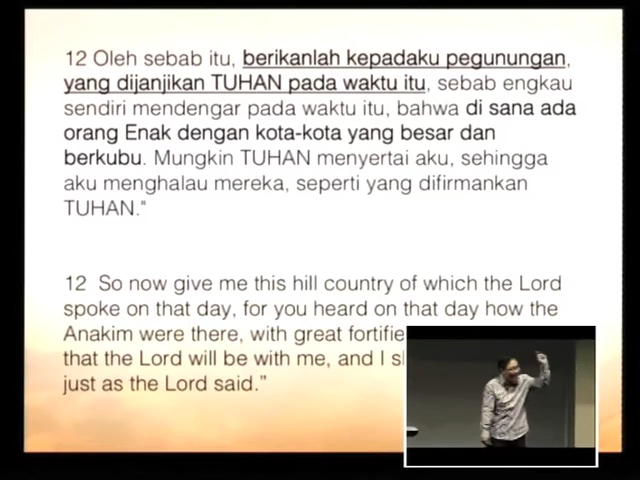 12 Oleh sebab itu, berikanlah kepadaku pegunungan,
yang dijanjikan TUHAN pada waktu itu, sebab engkau
sendiri mendengar pada waktu itu, bahwa di sana ada
orang Enak dengan kota-kota yang besar dan
berkubu. Mungkin TUHAN menyertai aku, sehingga
aku menghalau mereka, seperti yang difirmankan
TUHAN."
12 So now give me this hill country of which the Lord
spoke on that day, for you heard on that day how the
Anakim were there, with great
that the Lord will be with me, and I
just as the Lord said."